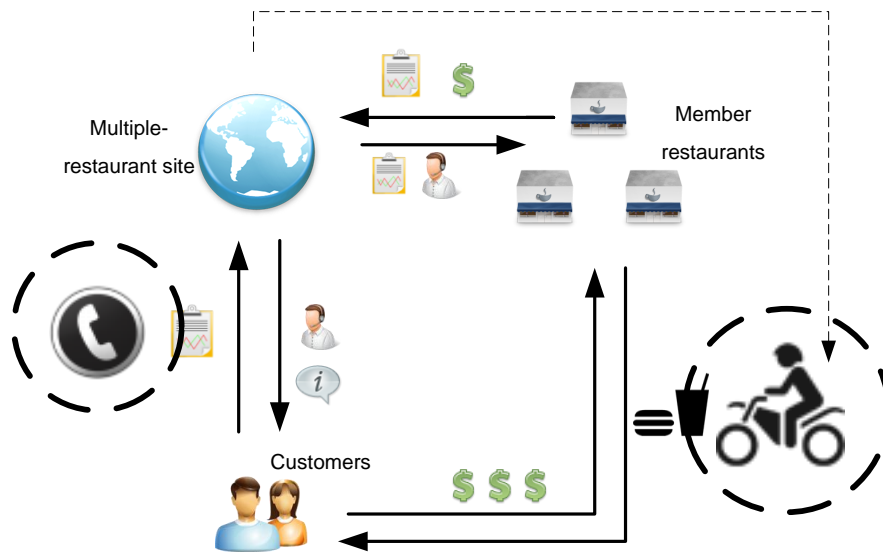 Multiple-
restaurant site
Member
restaurants
$
i
Customers
$ $ $